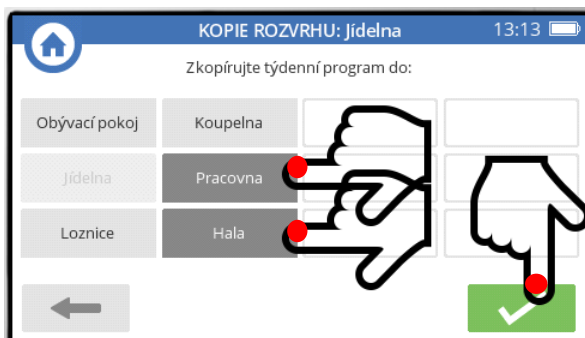 KOPIE ROZVRHU: Jídelna 13:13
Zkopírujte týdenní program do:
Obývací pokoj Koupelna
Jídelna Pracovna
Loznice Hala